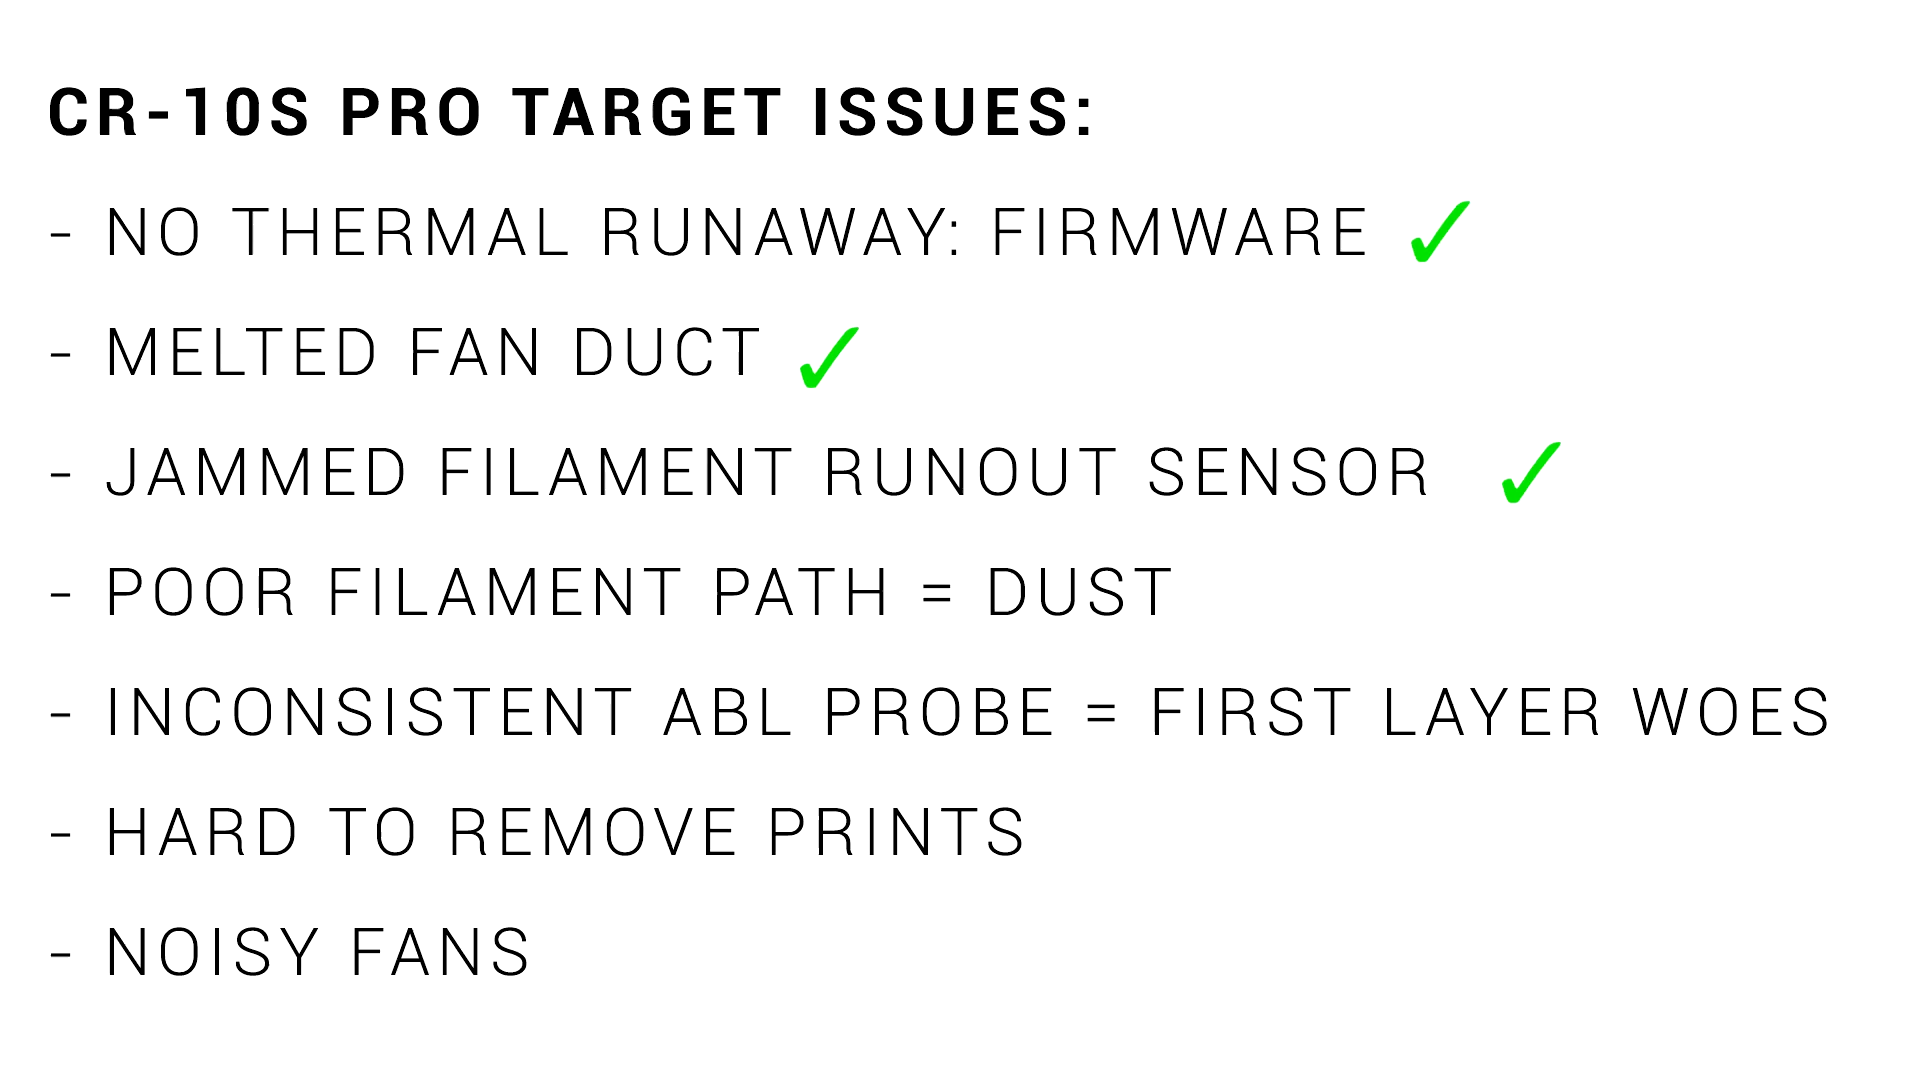 CR-10S PRO TARGET ISSUES:
- NO THERMAL RUNAWAY: FIRMWARE ✓
- MELTED FAN DUCT ✓
- JAMMED FILAMENT RUNOUT SENSOR ✓
- POOR FILAMENT PATH = DUST
- INCONSISTENT ABL PROBE = FIRST LAYER WOES
- HARD TO REMOVE PRINTS
- NOISY FANS